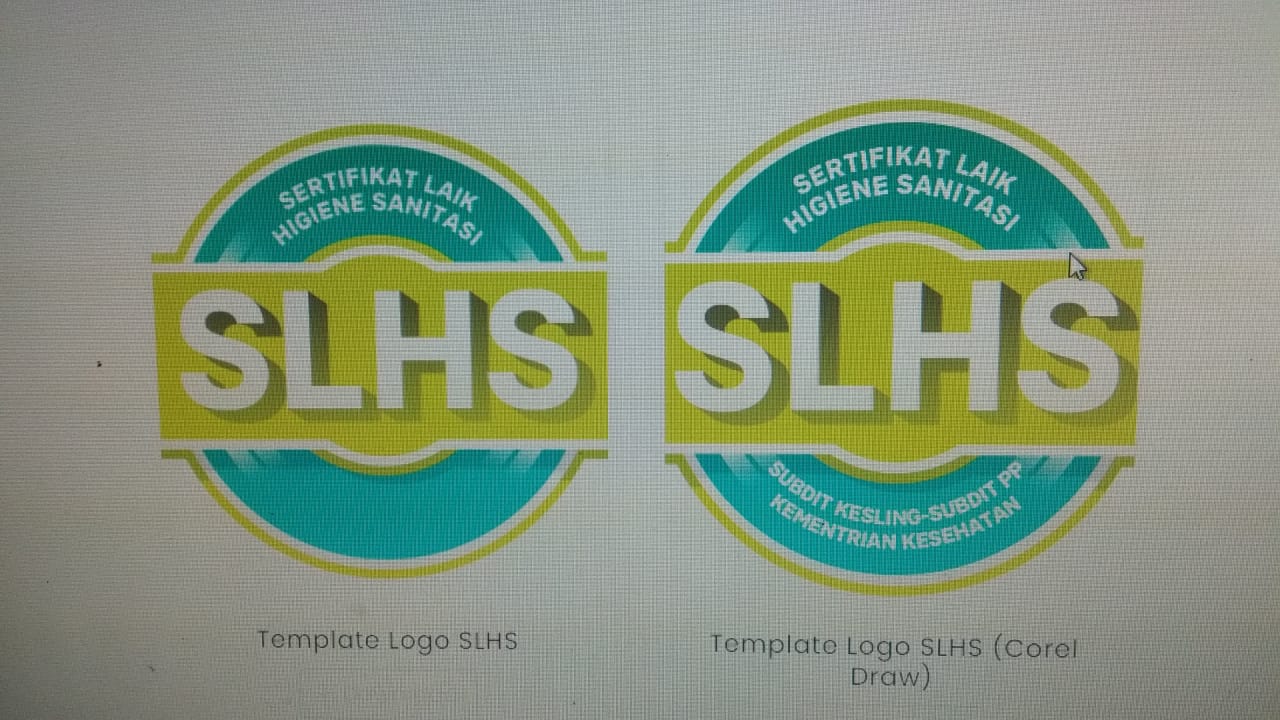 SERTIFIKAT LAIK
HIGIENE SANITASI
SLHS
Template Logo SLHS
SERTIFIKAT LAIK
HIGIENE SANITASI
SLHS
SUBDIT KESLING-SUBDIT PP
KEMENTRIAN KESEHATAN
Template Logo SLHS (Corel
Draw)